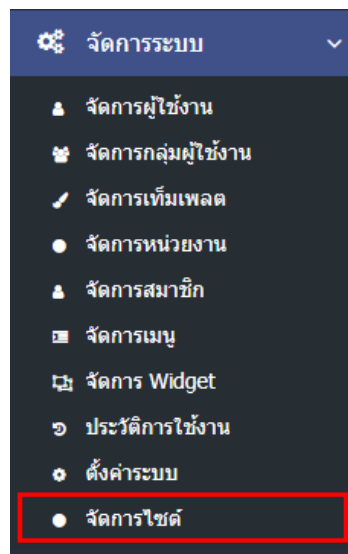 จัดการระบบ
จัดการผู้ใช้งาน
จัดการกลุ่มผู้ใช้งาน
จัดการเท็มเพลต
จัดการหน่วยงาน
จัดการสมาชิก
จัดการเมนู
จัดการ Widget
ประวัติการใช้งาน
ตั้งค่าระบบ
จัดการไซต์